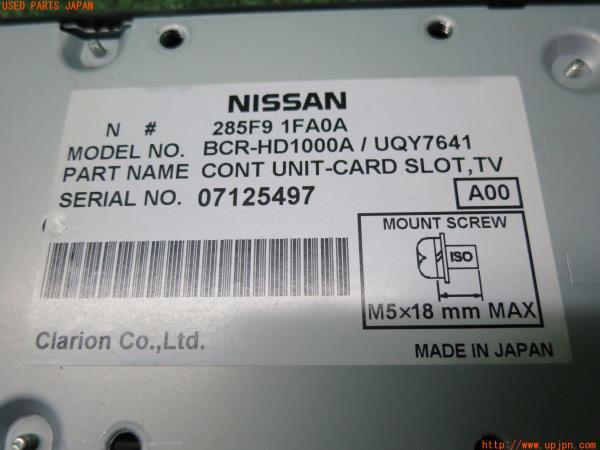 USED PARTS JAPAN
NISSAN
N # 285F9 1FA0A
MODEL NO. BCR-HD1000A / UQY7641
PART NAME CONT UNIT-CARD SLOT,TV
SERIAL NO. 07125497
A00
MOUNT SCREW
ISO
M5×18 mm MAX
Clarion Co.,Ltd.
MADE IN JAPAN
http://www.upjpn.com/